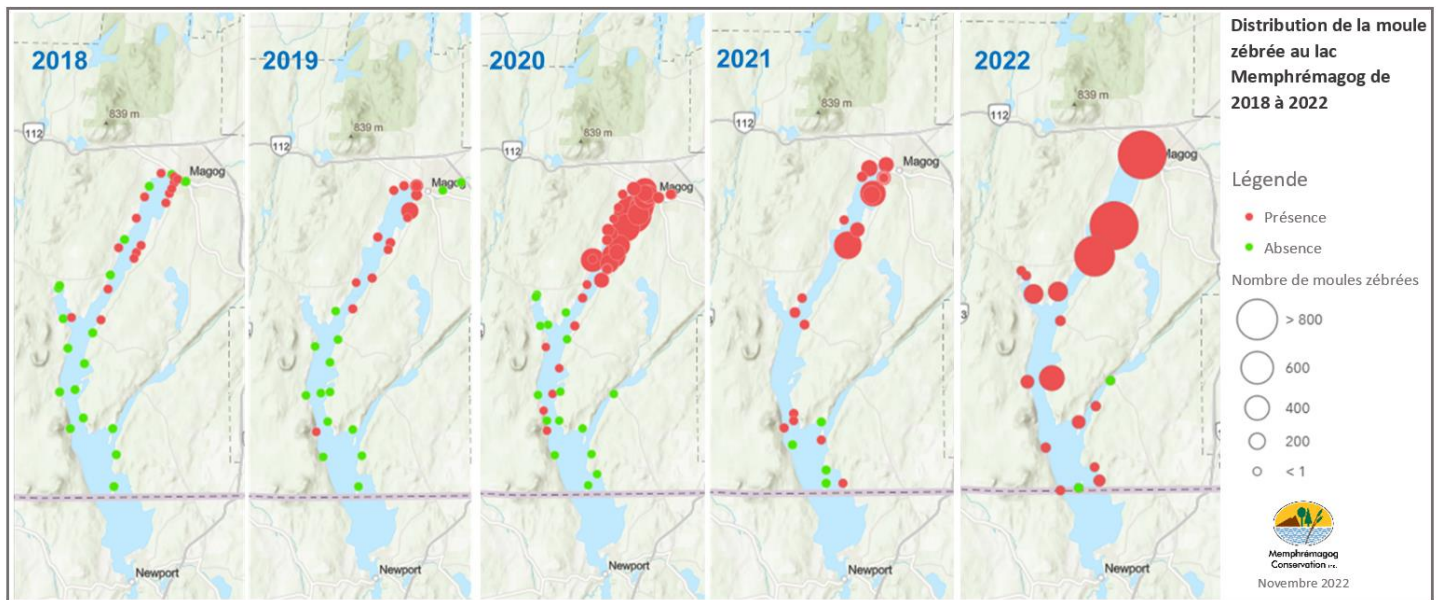 2018
839 m
112
Magog
Newport
2019
839 m
112
Magog
Newport
2020
839 m
112
Magog
Newport
2021
839 m
112
Magog
Newport
2022
839 m
112
Magog
Newport
Distribution de la moule
zébrée au lac
Memphrémagog de
2018 à 2022
Légende
Présence
Absence
Nombre de moules zébrées
> 800
600
400
200
< 1
Memphrémagog
Conservation inc.
Novembre 2022